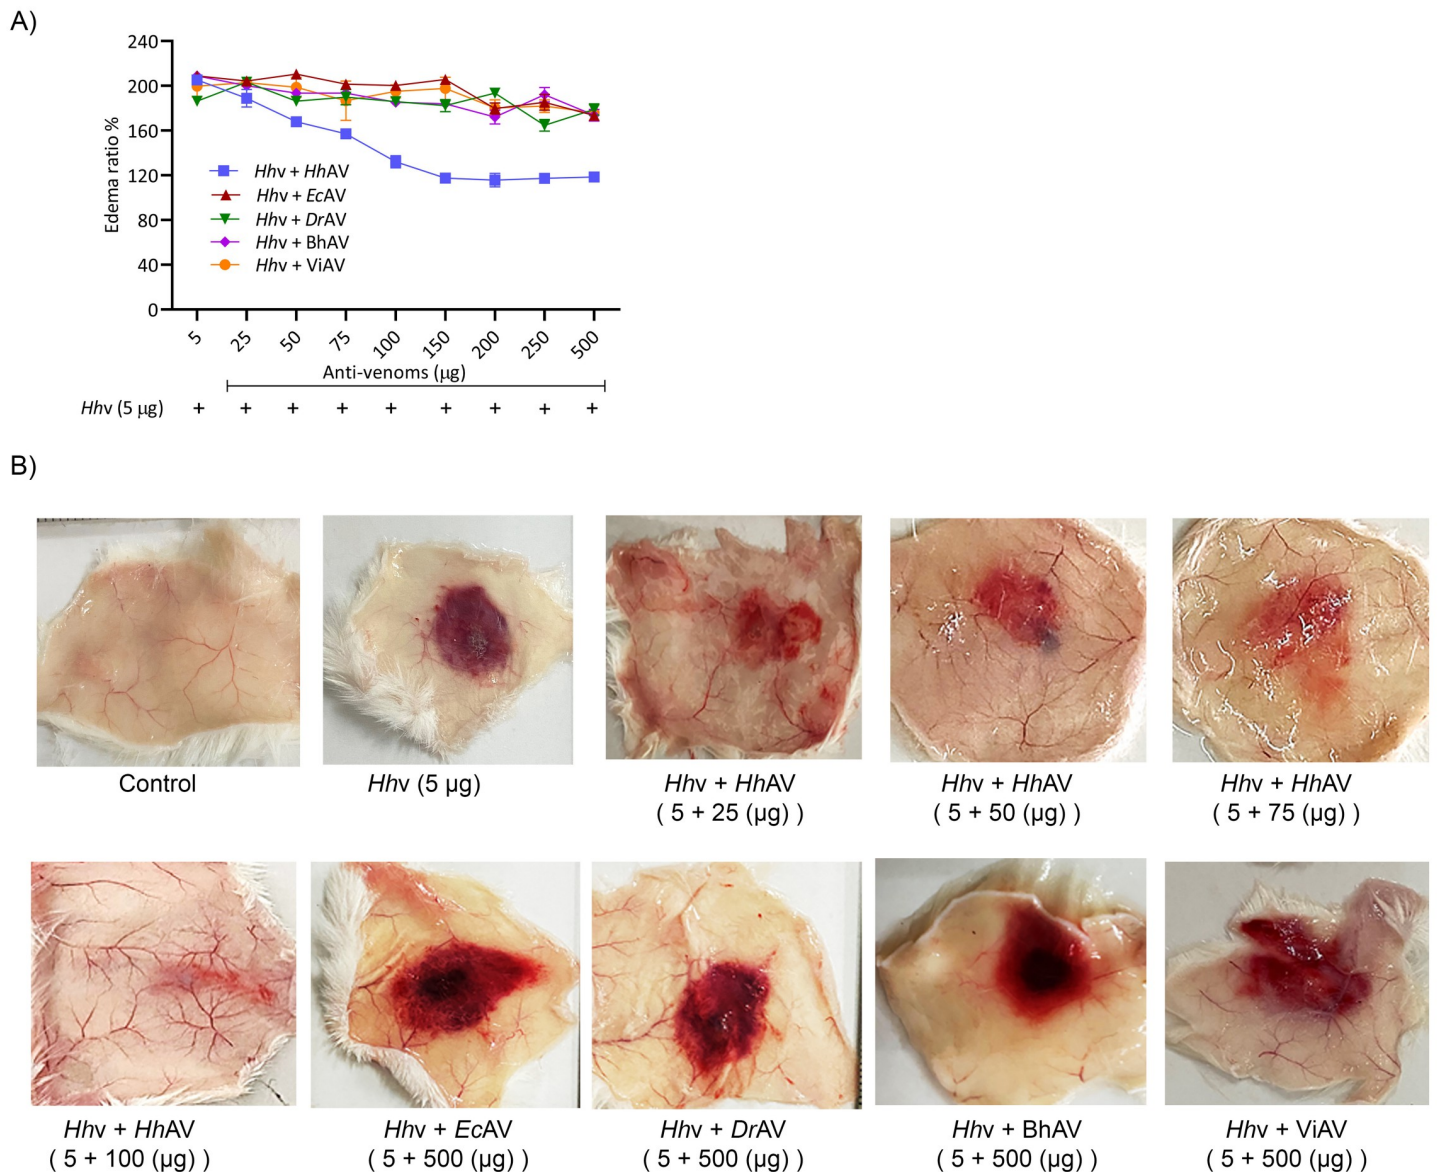 A)
240
200
160
120
80
40
0
Edema ratio %
Hhv + HhAV
Hhv + EcAV
Hhv + DrAV
Hhv + BhAV
Hhv + ViAV
5 25 50 75 100 150 200 250 500
Anti-venoms (μg)
Hhv (5 μg) + + + + + + + + +
B)
Control
Hhv (5 μg)
Hhv + HhAV
( 5 + 25 (μg) )
Hhv + HhAV
( 5 + 50 (μg) )
Hhv + HhAV
( 5 + 75 (μg) )
Hhv + HhAV
( 5 + 100 (μg) )
Hhv + EcAV
( 5 + 500 (μg) )
Hhv + DrAV
( 5 + 500 (μg) )
Hhv + BhAV
( 5 + 500 (μg) )
Hhv + ViAV
( 5 + 500 (μg) )